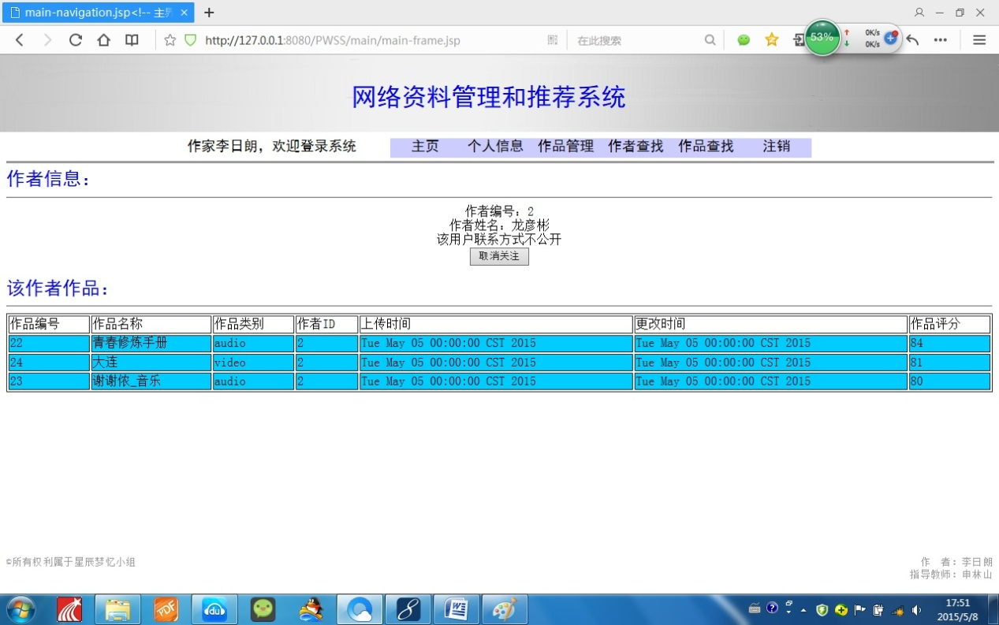 main-navigation.jsp<!-- 主界
http://127.0.0.1:8080/PWSS/main/main-frame.jsp
在此搜索
53%
0K/s
0K/s
网络资料管理和推荐系统
作家李日朗，欢迎登录系统 主页 个人信息 作品管理 作者查找 作品查找 注销
作者信息：
作者编号：2
作者姓名：龙彦彬
该用户联系方式不公开
取消关注
该作者作品：
作品编号 作品名称 作品类别 作者ID 上传时间 更改时间 作品评分
22 青春修炼手册 audio 2 Tue May 05 00:00:00 CST 2015 Tue May 05 00:00:00 CST 2015 84
24 大连 video 2 Tue May 05 00:00:00 CST 2015 Tue May 05 00:00:00 CST 2015 81
23 谢谢侬_音乐 audio 2 Tue May 05 00:00:00 CST 2015 Tue May 05 00:00:00 CST 2015 80
©所有权利属于星辰梦忆小组
作 者：李日朗
指导教师：申林山
PDF
du
17:51
2015/5/8